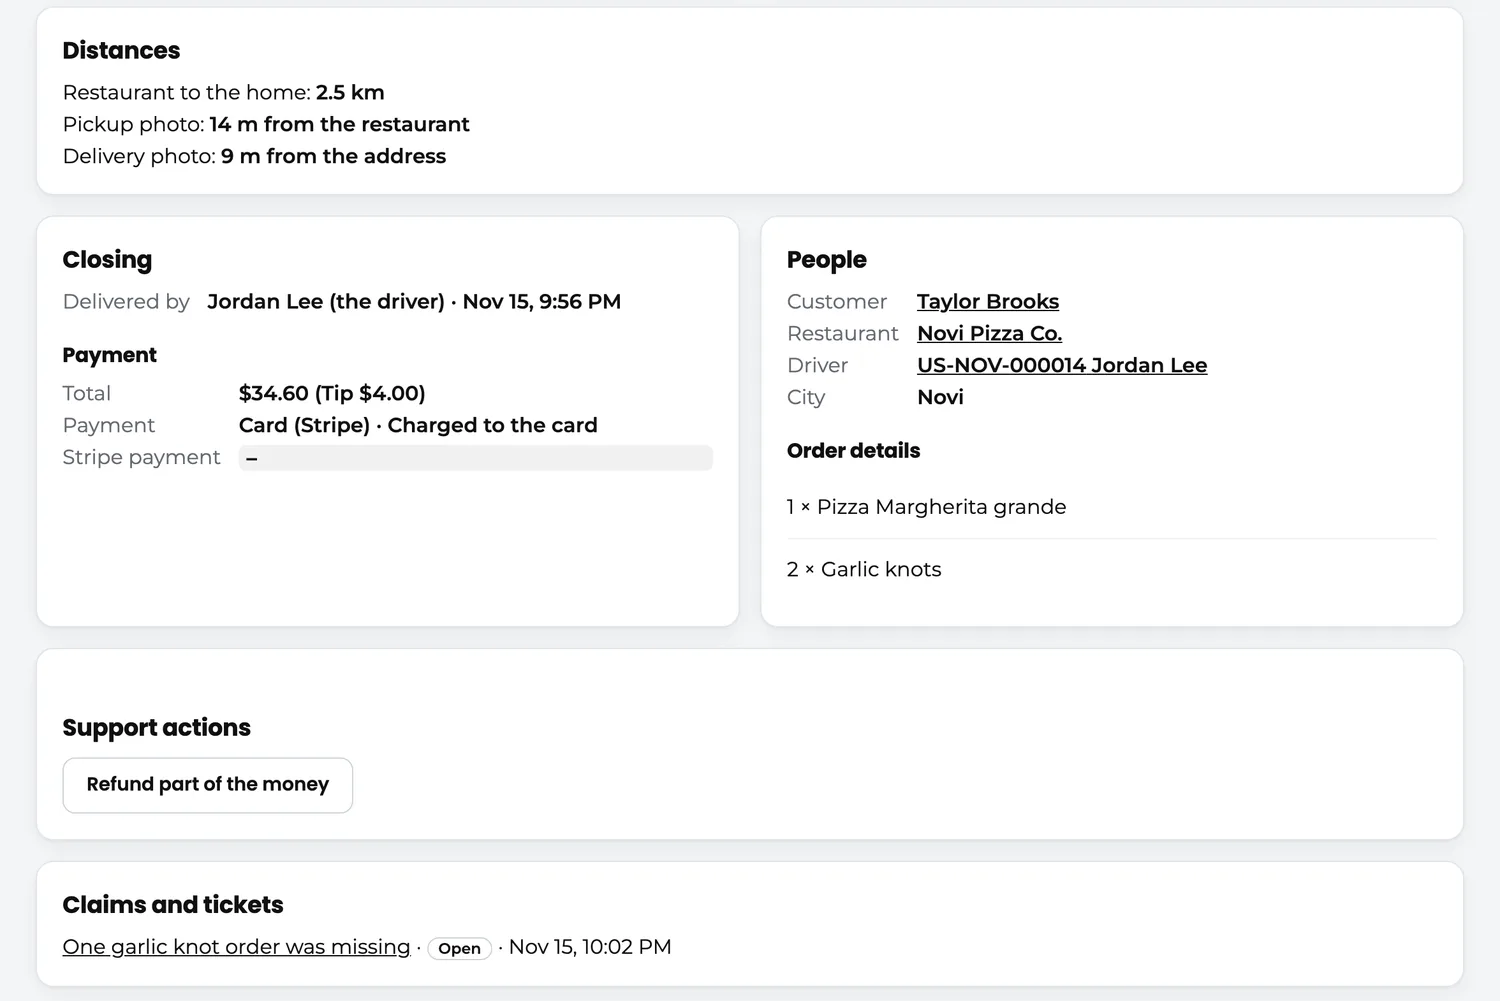 Distances
Restaurant to the home: 2.5 km
Pickup photo: 14 m from the restaurant
Delivery photo: 9 m from the address
Closing
Delivered by Jordan Lee (the driver) · Nov 15, 9:56 PM
Payment
Total $34.60 (Tip $4.00)
Payment Card (Stripe) · Charged to the card
Stripe payment –
People
Customer Taylor Brooks
Restaurant Novi Pizza Co.
Driver US-NOV-000014 Jordan Lee
City Novi
Order details
1 × Pizza Margherita grande
2 × Garlic knots
Support actions
Refund part of the money
Claims and tickets
One garlic knot order was missing · Open · Nov 15, 10:02 PM